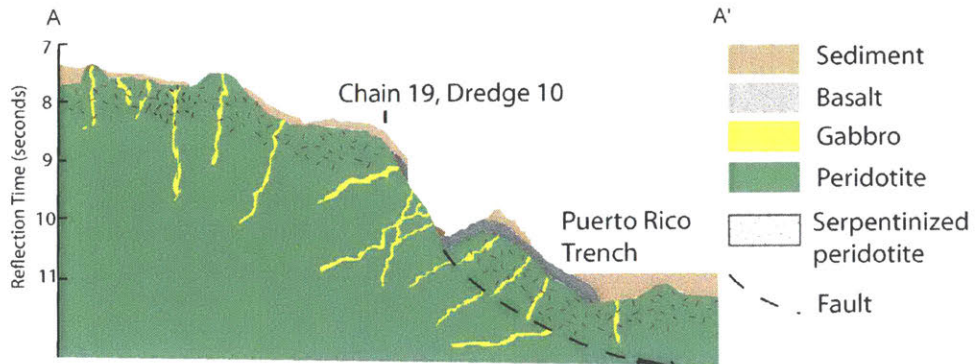 A
A'
7
8
9
10
11
Reflection Time (seconds)
Chain 19, Dredge 10
Puerto Rico
Trench
Sediment
Basalt
Gabbro
Peridotite
Serpentinized
peridotite
Fault